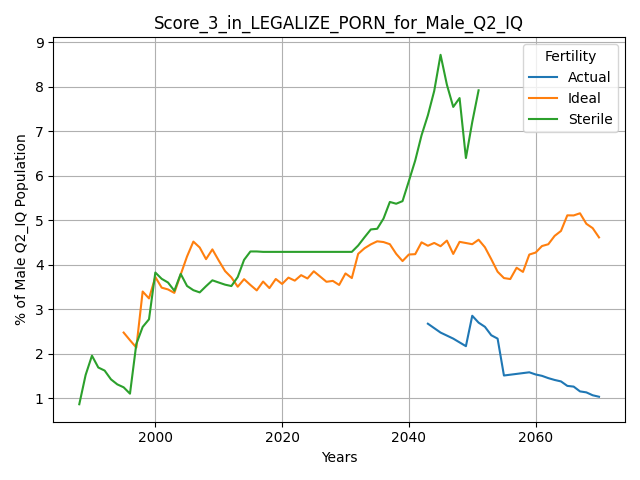 Score_3_in_LEGALIZE_PORN_for_Male_Q2_IQ
% of Male Q2_IQ Population
9
8
7
6
5
4
3
2
1
Fertility
Actual
Ideal
Sterile
2000
2020
2040
2060
Years